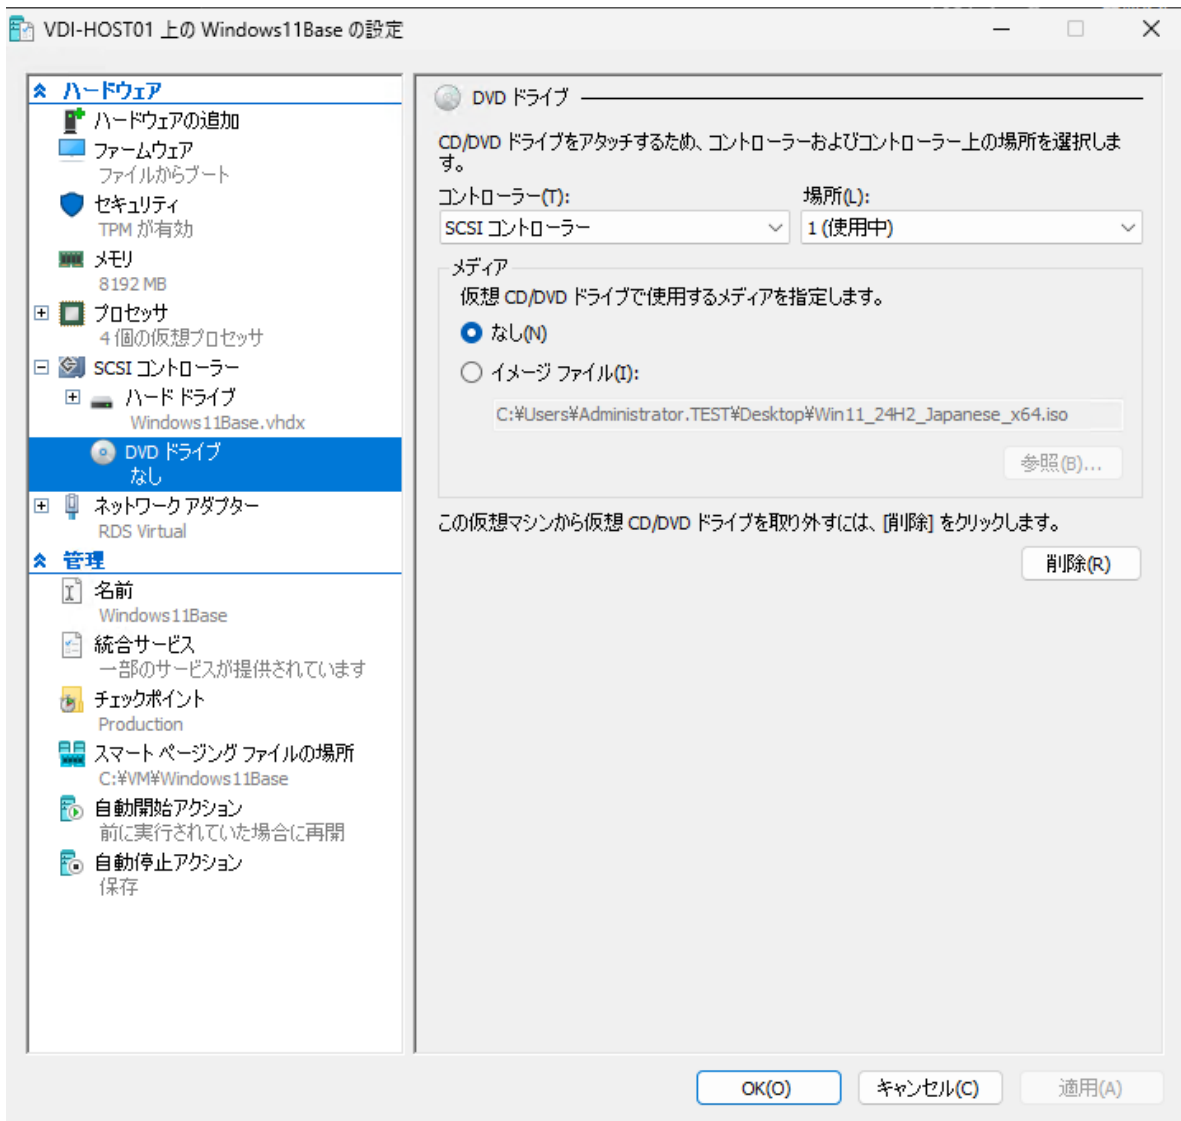 VDI-HOST01 上の Windows11Base の設定
ハードウェア
ハードウェアの追加
ファームウェア
ファイルからブート
セキュリティ
TPM が有効
メモリ
8192 MB
プロセッサ
4 個の仮想プロセッサ
SCSI コントローラー
ハード ドライブ
Windows11Base.vhdx
DVD ドライブ
なし
ネットワーク アダプター
RDS Virtual
管理
名前
Windows11Base
統合サービス
一部のサービスが提供されています
チェックポイント
Production
スマート ページング ファイルの場所
C:¥VM¥Windows11Base
自動開始アクション
前に実行されていた場合に再開
自動停止アクション
保存
DVD ドライブ
CD/DVD ドライブをアタッチするため、コントローラーおよびコントローラー上の場所を選択しま
す。
コントローラー(T):
場所(L):
SCSI コントローラー
1 (使用中)
メディア
仮想 CD/DVD ドライブで使用するメディアを指定します。
なし(N)
イメージ ファイル(I):
C:¥Users¥Administrator.TEST¥Desktop¥Win11_24H2_Japanese_x64.iso
参照(B)...
この仮想マシンから仮想 CD/DVD ドライブを取り外すには、[削除] をクリックします。
削除(R)
OK(O)
キャンセル(C)
適用(A)